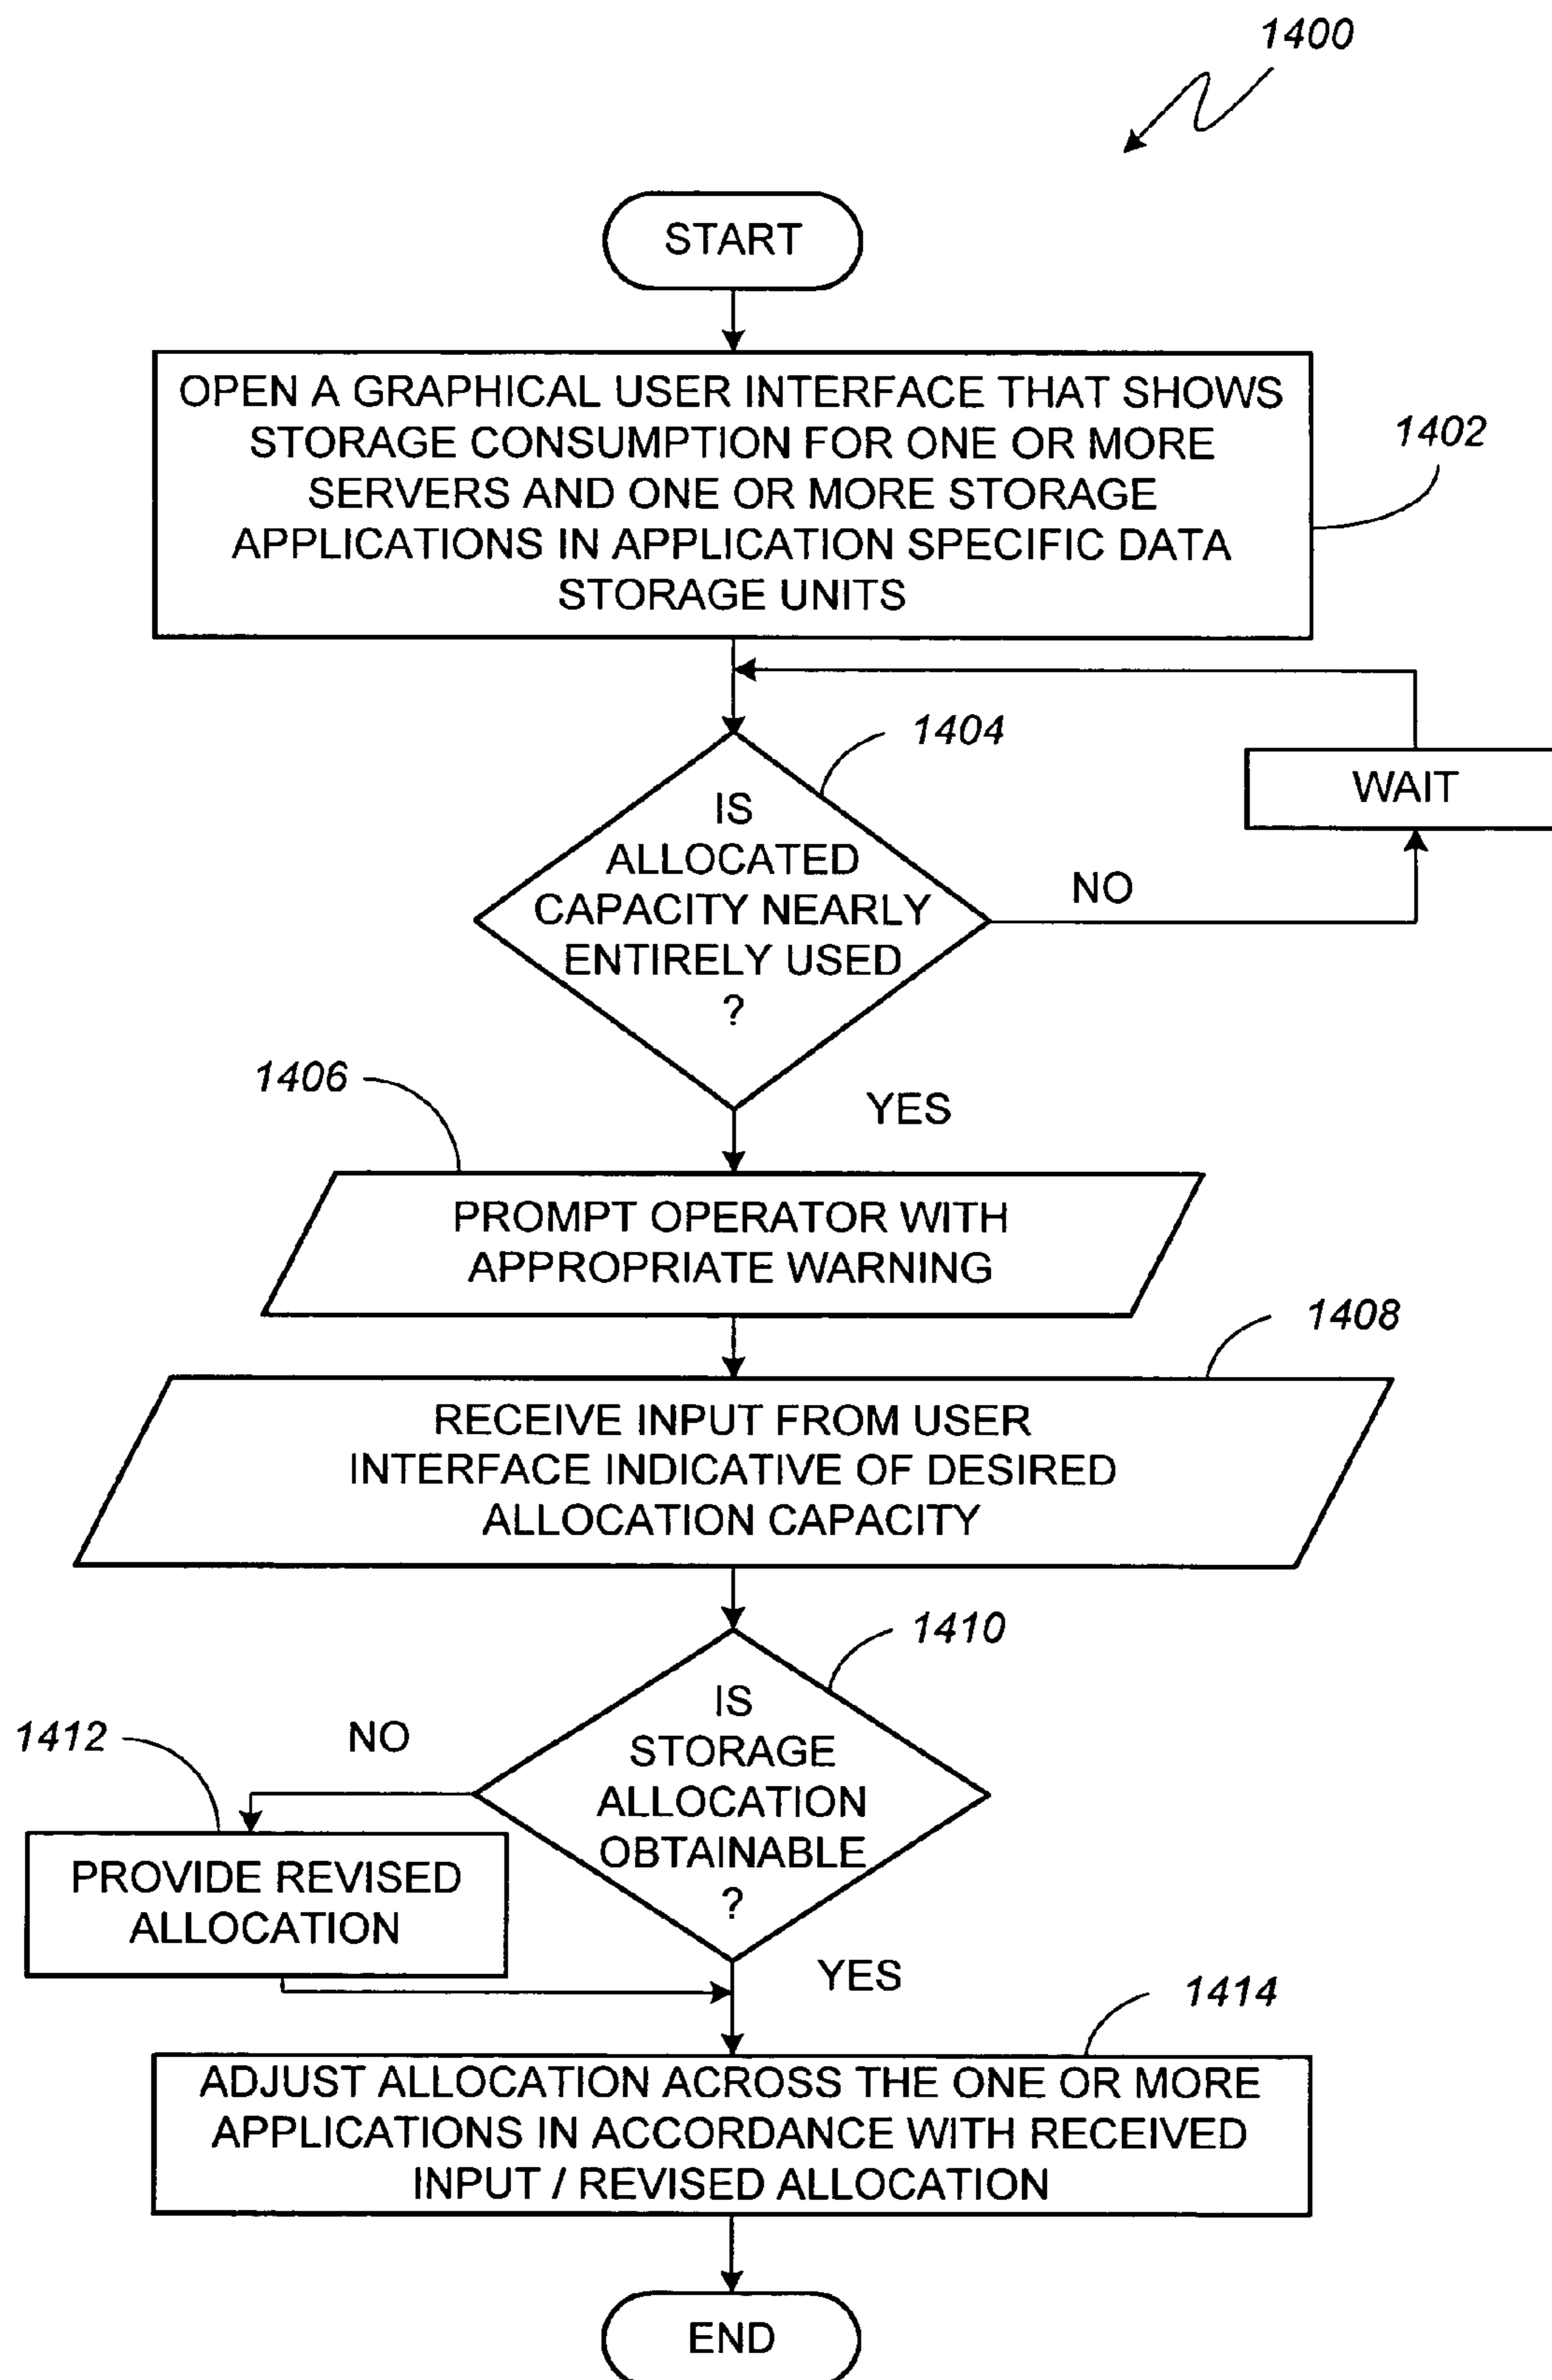 1400
START
OPEN A GRAPHICAL USER INTERFACE THAT SHOWS
STORAGE CONSUMPTION FOR ONE OR MORE
SERVERS AND ONE OR MORE STORAGE
APPLICATIONS IN APPLICATION SPECIFIC DATA
STORAGE UNITS
1402
1404
IS
ALLOCATED
CAPACITY NEARLY
ENTIRELY USED
?
WAIT
NO
YES
1406
PROMPT OPERATOR WITH
APPROPRIATE WARNING
1408
RECEIVE INPUT FROM USER
INTERFACE INDICATIVE OF DESIRED
ALLOCATION CAPACITY
1410
IS
STORAGE
ALLOCATION
OBTAINABLE
?
NO
1412
PROVIDE REVISED
ALLOCATION
YES
1414
ADJUST ALLOCATION ACROSS THE ONE OR MORE
APPLICATIONS IN ACCORDANCE WITH RECEIVED
INPUT / REVISED ALLOCATION
END